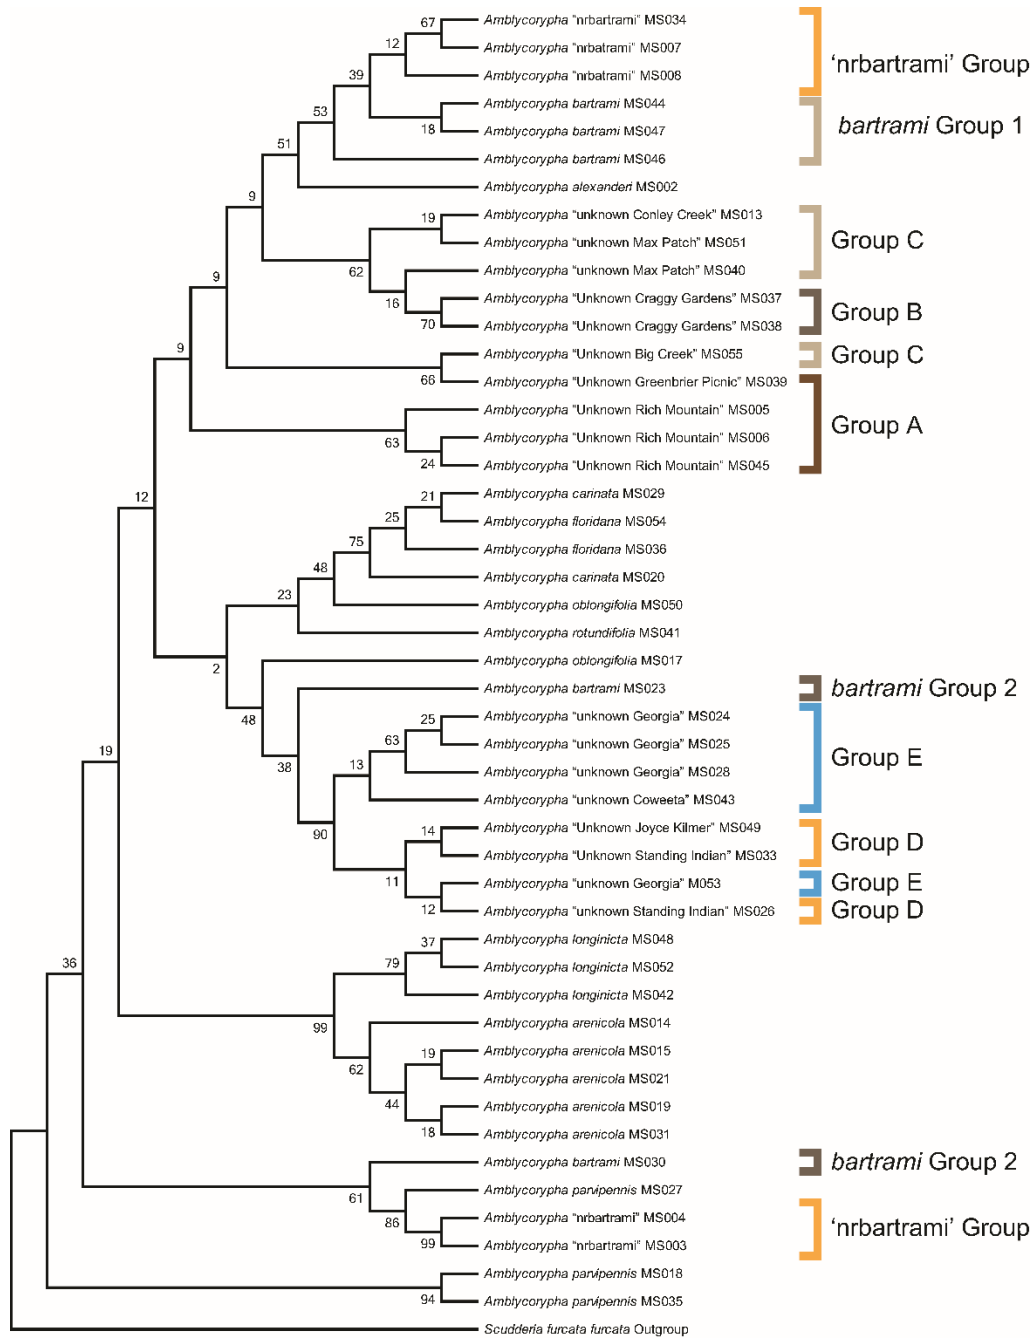 67
Amblycorypha "nrbartrami" MS034
12
Amblycorypha "nrbatrami" MS007
39
Amblycorypha "nrbatrami" MS008
'nrbartrami' Group
53
Amblycorypha bartrami MS044
18
Amblycorypha bartrami MS047
bartrami Group 1
51
Amblycorypha bartrami MS046
9
Amblycorypha alexanderi MS002
19
Amblycorypha "unknown Conley Creek" MS013
Group C
62
Amblycorypha "unknown Max Patch" MS051
9
Amblycorypha "unknown Max Patch" MS040
16
Amblycorypha "Unknown Craggy Gardens" MS037
Group B
70
Amblycorypha "Unknown Craggy Gardens" MS038
9
Amblycorypha "Unknown Big Creek" MS055
Group C
66
Amblycorypha "Unknown Greenbrier Picnic" MS039
Amblycorypha "Unknown Rich Mountain" MS005
Group A
63
Amblycorypha "Unknown Rich Mountain" MS006
24
Amblycorypha "Unknown Rich Mountain" MS045
12
21
Amblycorypha carinata MS029
25
Amblycorypha floridana MS054
75
Amblycorypha floridana MS036
48
Amblycorypha carinata MS020
23
Amblycorypha oblongifolia MS050
Amblycorypha rotundifolia MS041
2
Amblycorypha oblongifolia MS017
48
Amblycorypha bartrami MS023
bartrami Group 2
38
25
Amblycorypha "unknown Georgia" MS024
63
Amblycorypha "unknown Georgia" MS025
Group E
13
Amblycorypha "unknown Georgia" MS028
19
Amblycorypha "unknown Coweeta" MS043
90
14
Amblycorypha "Unknown Joyce Kilmer" MS049
Group D
11
Amblycorypha "Unknown Standing Indian" MS033
Amblycorypha "unknown Georgia" M053
Group E
12
Amblycorypha "unknown Standing Indian" MS026
Group D
37
Amblycorypha longinicta MS048
79
Amblycorypha longinicta MS052
36
Amblycorypha longinicta MS042
99
Amblycorypha arenicola MS014
62
19
Amblycorypha arenicola MS015
Amblycorypha arenicola MS021
44
Amblycorypha arenicola MS019
18
Amblycorypha arenicola MS031
Amblycorypha bartrami MS030
bartrami Group 2
61
Amblycorypha parvipennis MS027
86
Amblycorypha "nrbartrami" MS004
'nrbartrami' Group
99
Amblycorypha "nrbartrami" MS003
Amblycorypha parvipennis MS018
94
Amblycorypha parvipennis MS035
Scudderia furcata furcata Outgroup